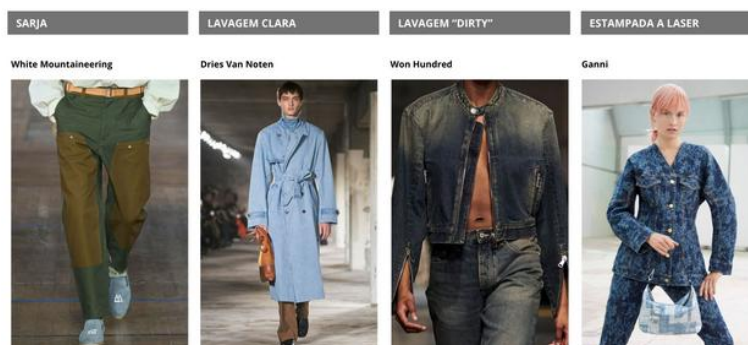 SARJA
LAVAGEM CLARA
LAVAGEM “DIRTY”
ESTAMPADA A LASER
White Mountaineering
Dries Van Noten
Won Hundred
Ganni